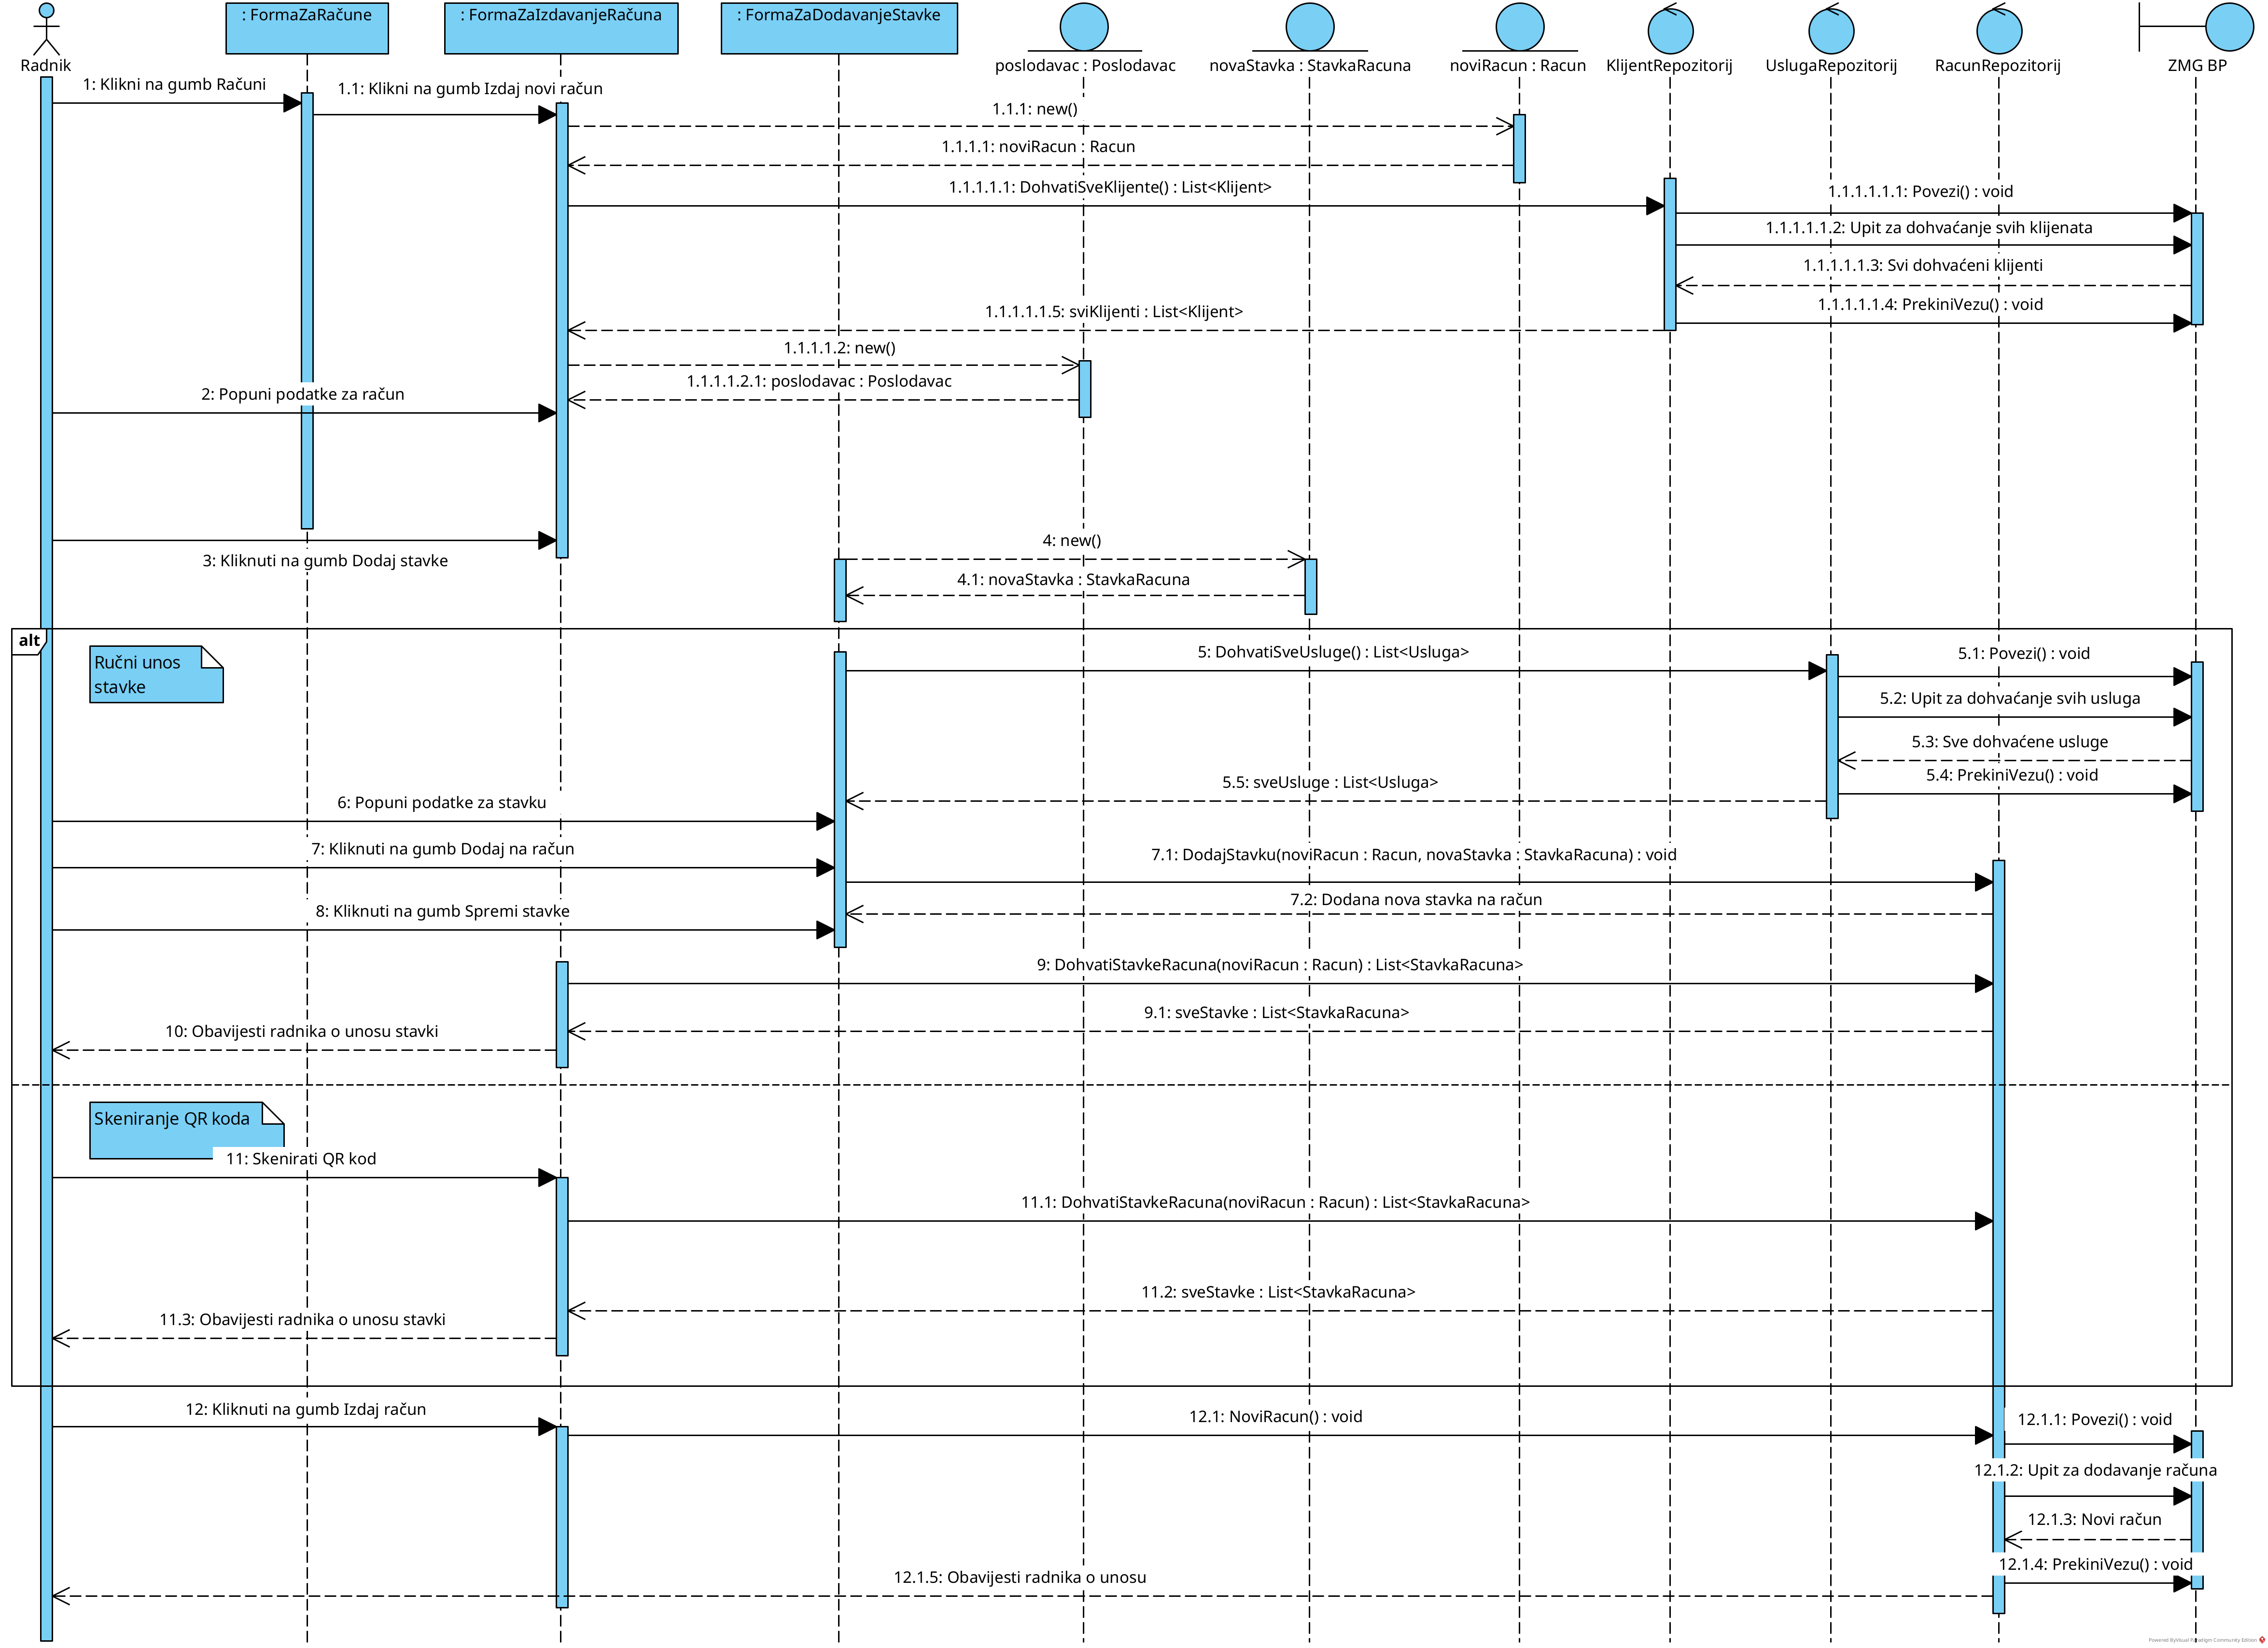 : FormaZaRačune
: FormaZaIzdavanjeRačuna
: FormaZaDodavanjeStavke
Radnik
poslodavac : Poslodavac
novaStavka : StavkaRacuna
noviRacun : Racun
KlijentRepozitorij
UslugaRepozitorij
RacunRepozitorij
ZMG BP
1: Klikni na gumb Računi
1.1: Klikni na gumb Izdaj novi račun
1.1.1: new()
1.1.1.1: noviRacun : Racun
1.1.1.1.1: DohvatiSveKlijente() : List<Klijent>
1.1.1.1.1.1: Povezi() : void
1.1.1.1.1.2: Upit za dohvaćanje svih klijenata
1.1.1.1.1.3: Svi dohvaćeni klijenti
1.1.1.1.1.4: PrekiniVezu() : void
1.1.1.1.1.5: sviKlijenti : List<Klijent>
1.1.1.1.2: new()
1.1.1.1.2.1: poslodavac : Poslodavac
2: Popuni podatke za račun
3: Kliknuti na gumb Dodaj stavke
4: new()
4.1: novaStavka : StavkaRacuna
alt
Ručni unos
stavke
5: DohvatiSveUsluge() : List<Usluga>
5.1: Povezi() : void
5.2: Upit za dohvaćanje svih usluga
5.3: Sve dohvaćene usluge
5.4: PrekiniVezu() : void
5.5: sveUsluge : List<Usluga>
6: Popuni podatke za stavku
7: Kliknuti na gumb Dodaj na račun
7.1: DodajStavku(noviRacun : Racun, novaStavka : StavkaRacuna) : void
7.2: Dodana nova stavka na račun
8: Kliknuti na gumb Spremi stavke
9: DohvatiStavkeRacuna(noviRacun : Racun) : List<StavkaRacuna>
9.1: sveStavke : List<StavkaRacuna>
10: Obavijesti radnika o unosu stavki
Skeniranje QR koda
11: Skenirati QR kod
11.1: DohvatiStavkeRacuna(noviRacun : Racun) : List<StavkaRacuna>
11.2: sveStavke : List<StavkaRacuna>
11.3: Obavijesti radnika o unosu stavki
12: Kliknuti na gumb Izdaj račun
12.1: NoviRacun() : void
12.1.1: Povezi() : void
12.1.2: Upit za dodavanje računa
12.1.3: Novi račun
12.1.4: PrekiniVezu() : void
12.1.5: Obavijesti radnika o unosu
Powered By Visual Paradigm Community Edition